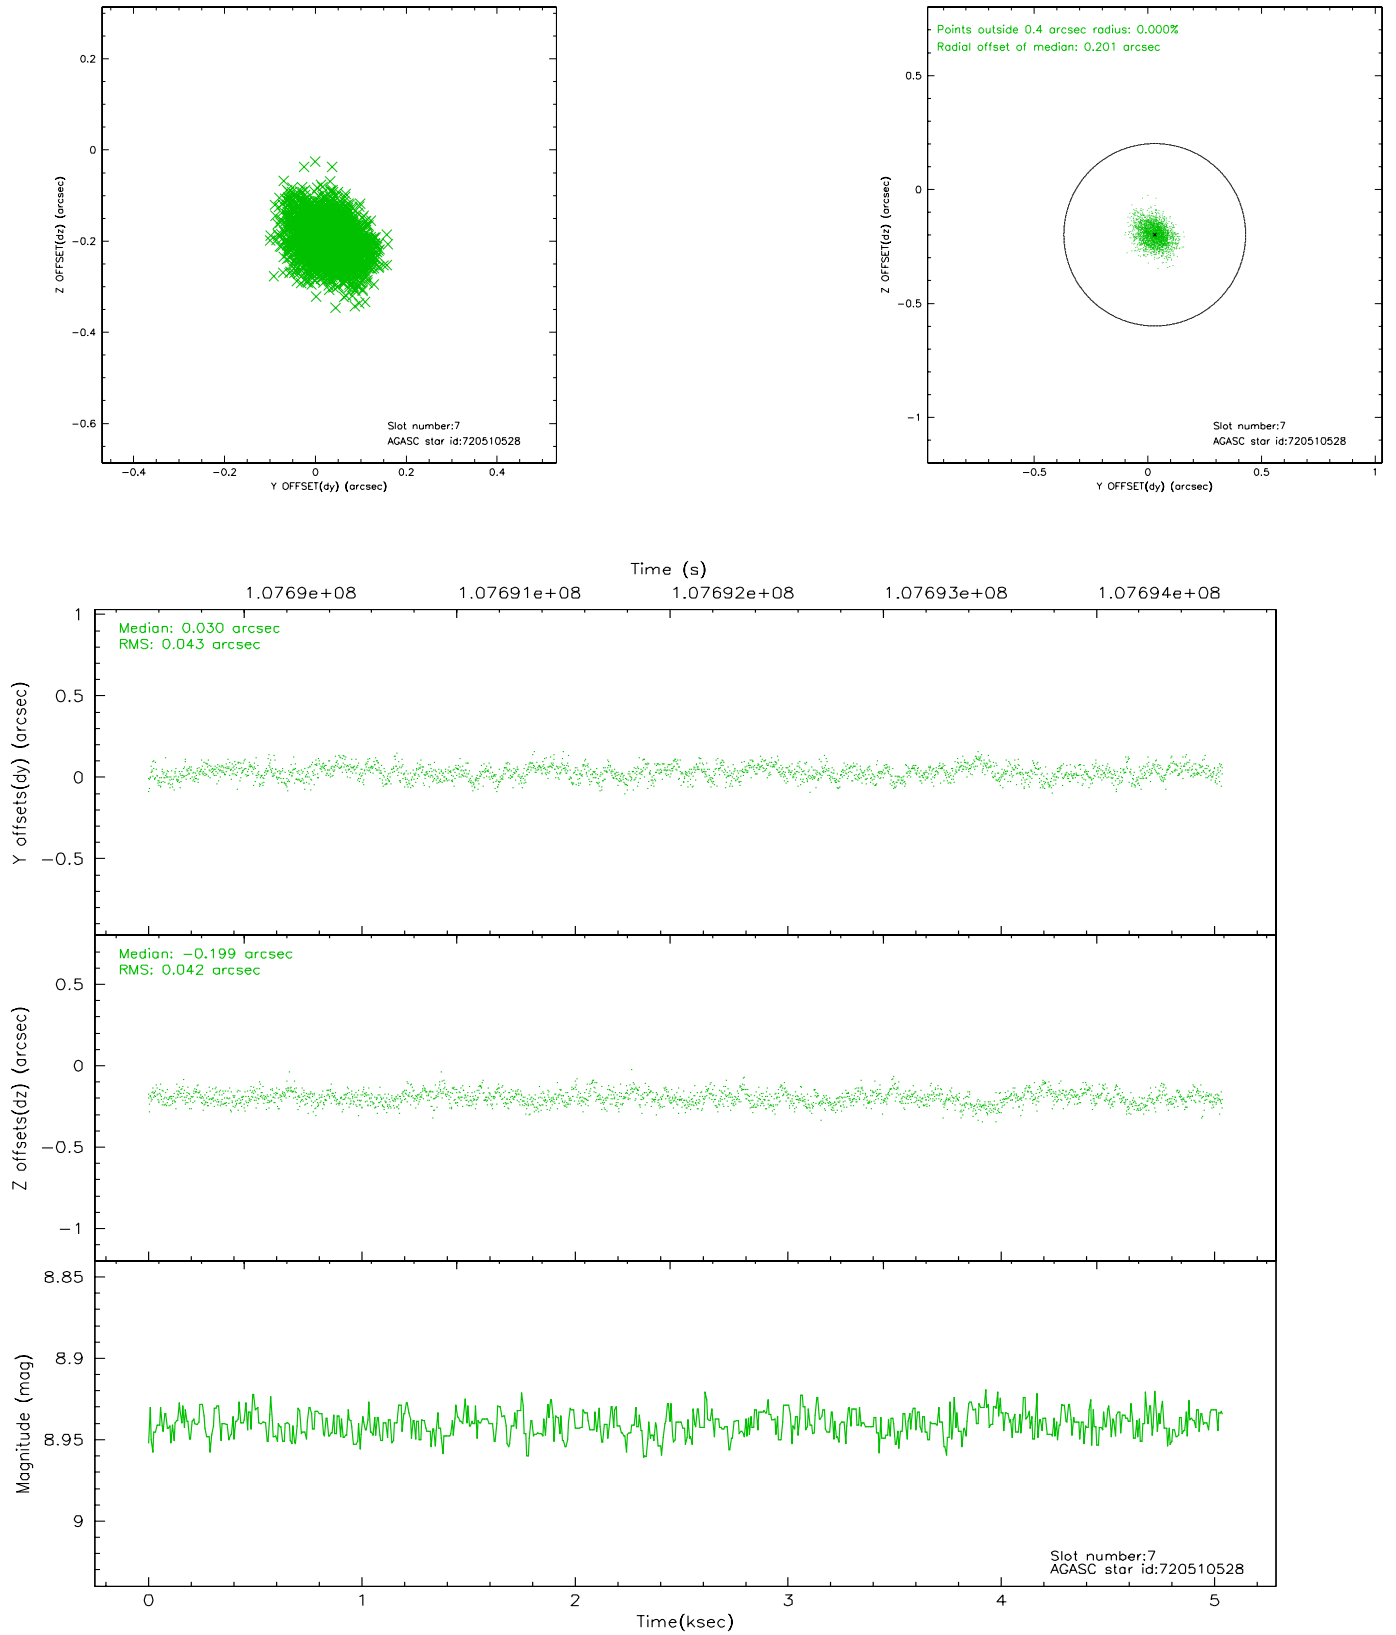 0.2
0
−0.2
−0.4
−0.6
Z OFFSET(dz) (arcsec)
Slot number:7
AGASC star id:720510528
−0.4 −0.2 0 0.2 0.4
Y OFFSET(dy) (arcsec)
Points outside 0.4 arcsec radius: 0.000%
Radial offset of median: 0.201 arcsec
0.5
0
−0.5
−1
Z OFFSET(dz) (arcsec)
Slot number:7
AGASC star id:720510528
−0.5 0 0.5 1
Y OFFSET(dy) (arcsec)
Time (s)
1.0769e+08 1.07691e+08 1.07692e+08 1.07693e+08 1.07694e+08
Median: 0.030 arcsec
RMS: 0.043 arcsec
1
0.5
0
−0.5
Y offsets(dy) (arcsec)
Median: −0.199 arcsec
RMS: 0.042 arcsec
0.5
0
−0.5
−1
Z offsets(dz) (arcsec)
8.85
8.9
8.95
9
Magnitude (mag)
Slot number:7
AGASC star id:720510528
0 1 2 3 4 5
Time(ksec)